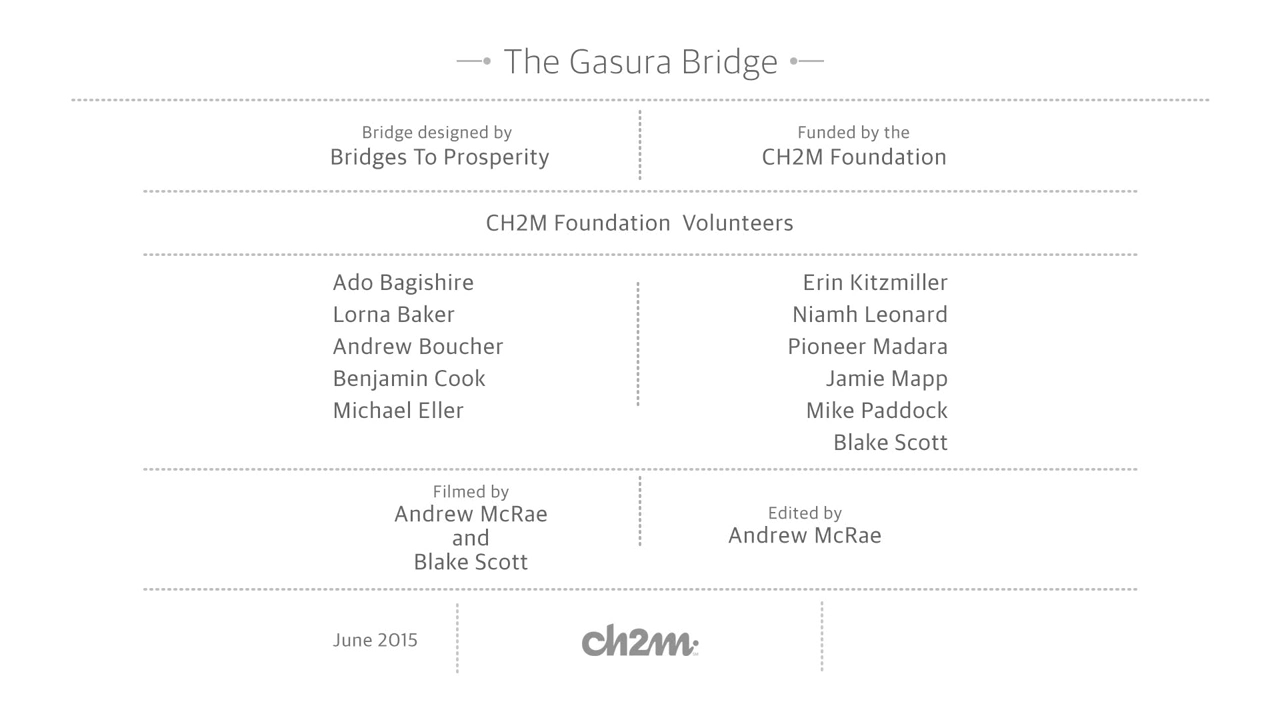 The Gasura Bridge
Bridge designed by
Bridges To Prosperity
Funded by the
CH2M Foundation
CH2M Foundation Volunteers
Ado Bagishire
Lorna Baker
Andrew Boucher
Benjamin Cook
Michael Eller
Erin Kitzmiller
Niamh Leonard
Pioneer Madara
Jamie Mapp
Mike Paddock
Blake Scott
Filmed by
Andrew McRae
and
Blake Scott
Edited by
Andrew McRae
June 2015
ch2m: